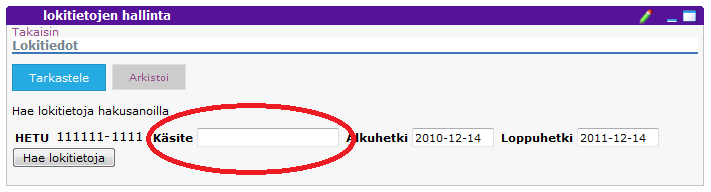 lokitietojen hallinta
Takaisin
Lokitiedot
Tarkastele Arkistoi
Hae lokitietoja hakusanoilla
HETU 111111-1111 Käsite Alkuhetki 2010-12-14 Loppuhetki 2011-12-14
Hae lokitietoja